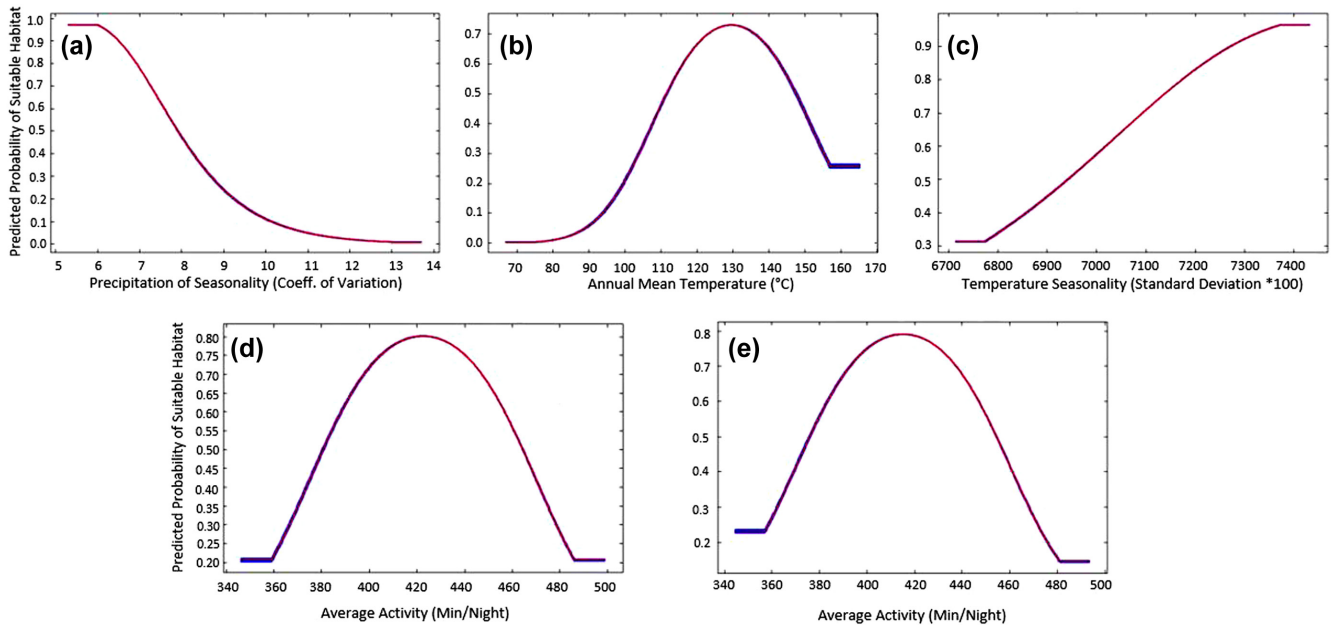 Predicted Probability of Suitable Habitat
(a)
1.0
0.9
0.8
0.7
0.6
0.5
0.4
0.3
0.2
0.1
0.0
5 6 7 8 9 10 11 12 13 14
Precipitation of Seasonality (Coeff. of Variation)
(b)
0.7
0.6
0.5
0.4
0.3
0.2
0.1
0.0
70 80 90 100 110 120 130 140 150 160 170
Annual Mean Temperature (°C)
(c)
0.9
0.8
0.7
0.6
0.5
0.4
0.3
6700 6800 6900 7000 7100 7200 7300 7400
Temperature Seasonality (Standard Deviation *100)
Predicted Probability of Suitable Habitat
(d)
0.80
0.75
0.70
0.65
0.60
0.55
0.50
0.45
0.40
0.35
0.30
0.25
0.20
340 360 380 400 420 440 460 480 500
Average Activity (Min/Night)
(e)
0.8
0.7
0.6
0.5
0.4
0.3
0.2
340 360 380 400 420 440 460 480 500
Average Activity (Min/Night)